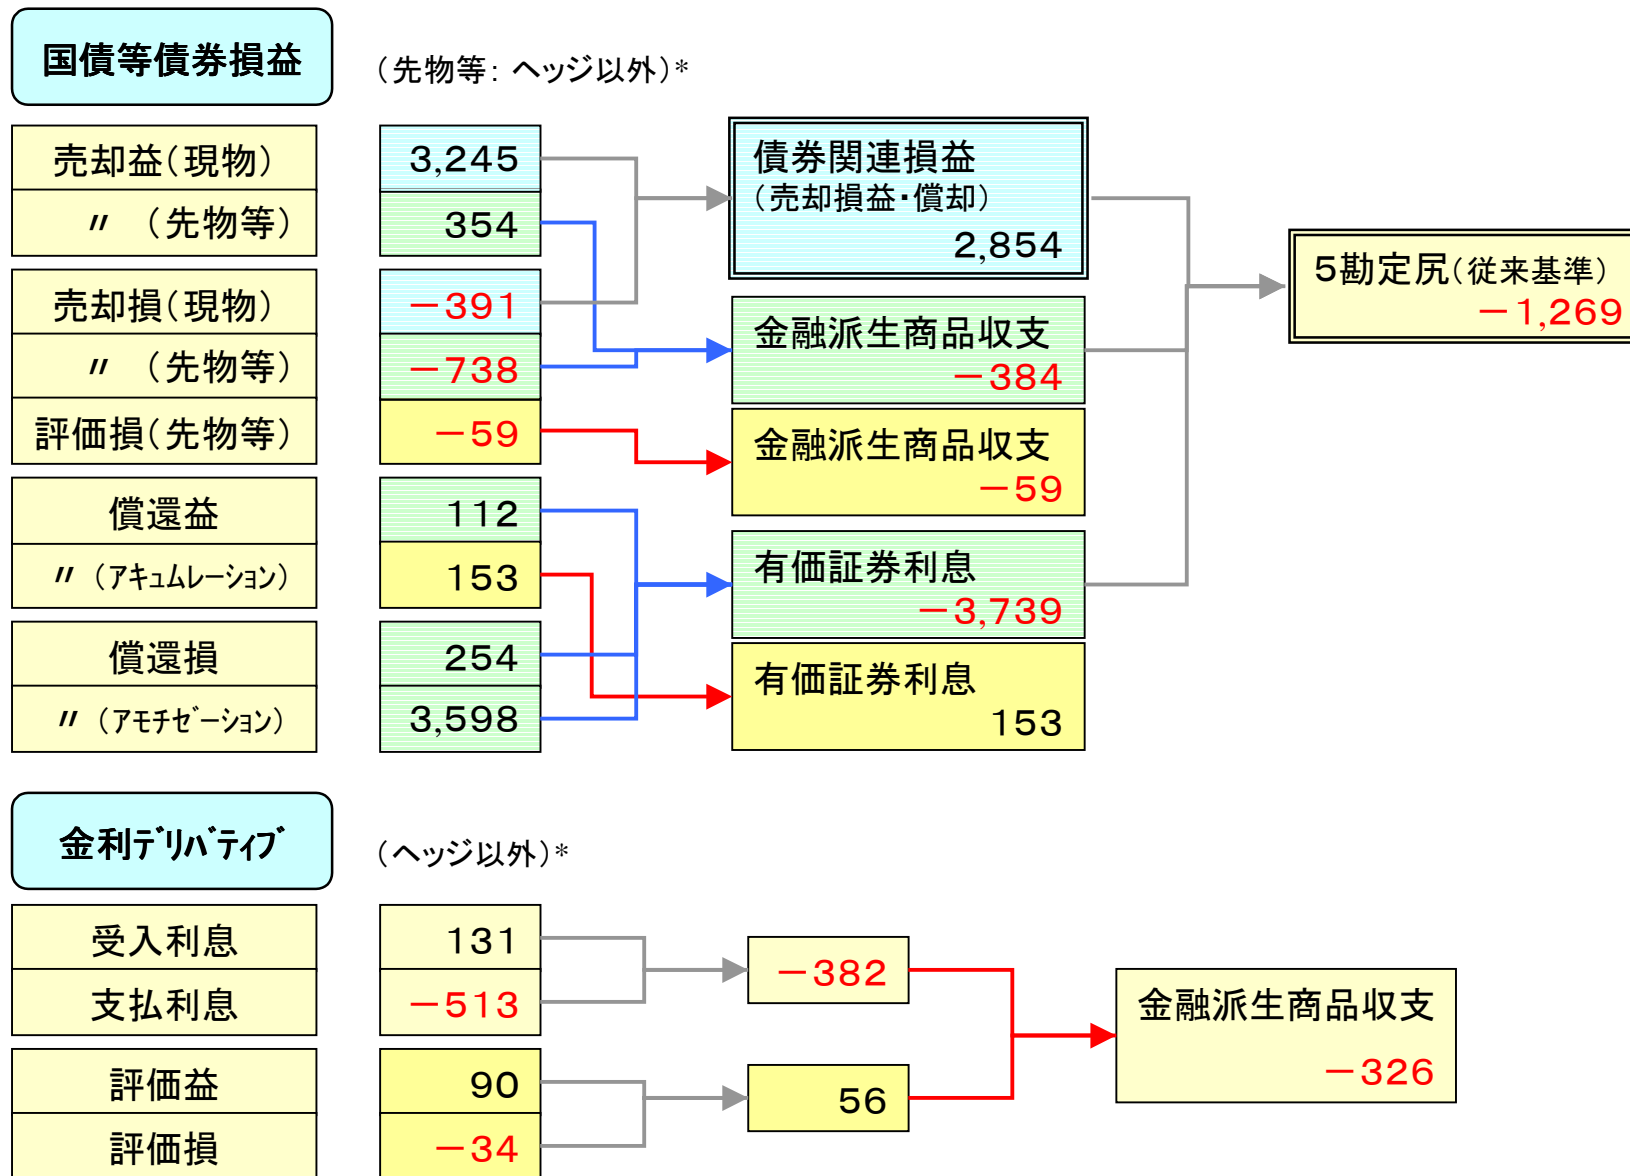 国債等債券損益
（先物等：ヘッジ以外）*
売却益（現物） 3,245
〃（先物等） 354
売却損（現物） －391
〃（先物等） －738
評価損（先物等） －59
償還益 112
〃（アキュムレーション） 153
償還損 254
〃（アモチゼーション） 3,598
債券関連損益
（売却損益・償却）
2,854
金融派生商品収支
－384
金融派生商品収支
－59
有価証券利息
－3,739
有価証券利息
153
5勘定尻（従来基準）
－1,269
金利デリバティブ
（ヘッジ以外）*
受入利息 131
支払利息 －513
評価益 90
評価損 －34
－382
56
金融派生商品収支
－326